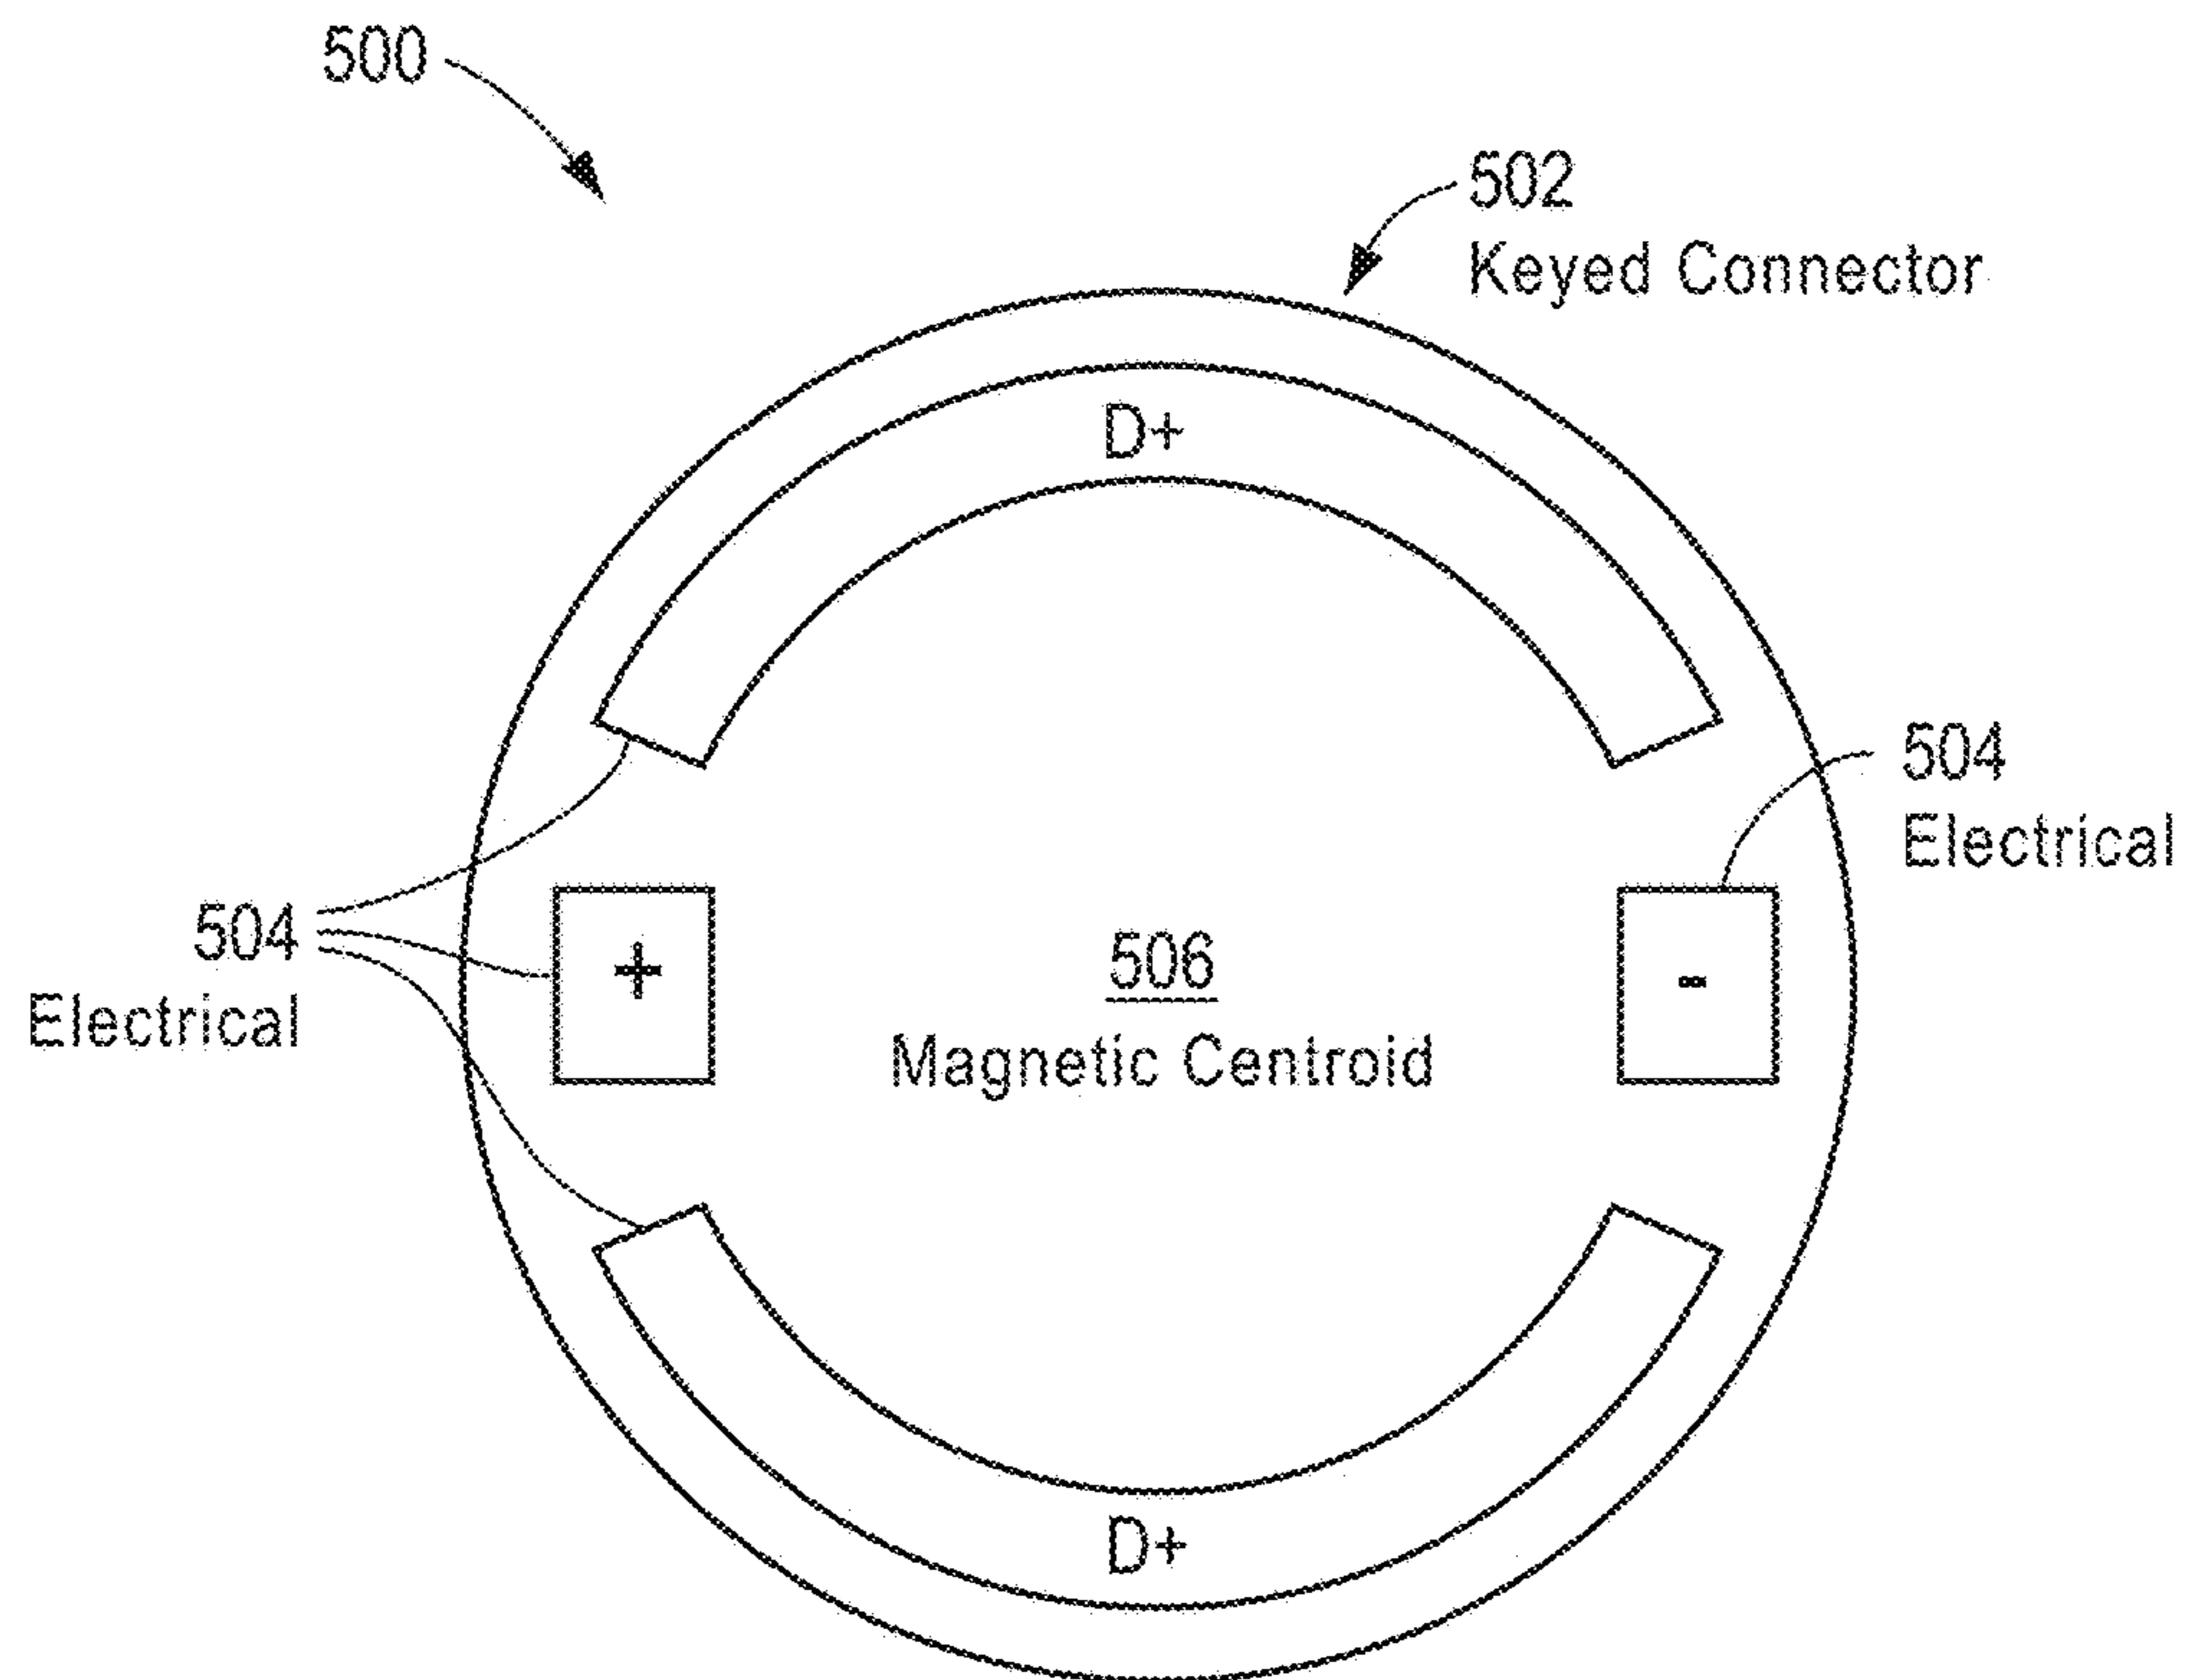 500
502
Keyed Connector
D+
504
Electrical
504
Electrical
+
506
Magnetic Centroid
-
D+